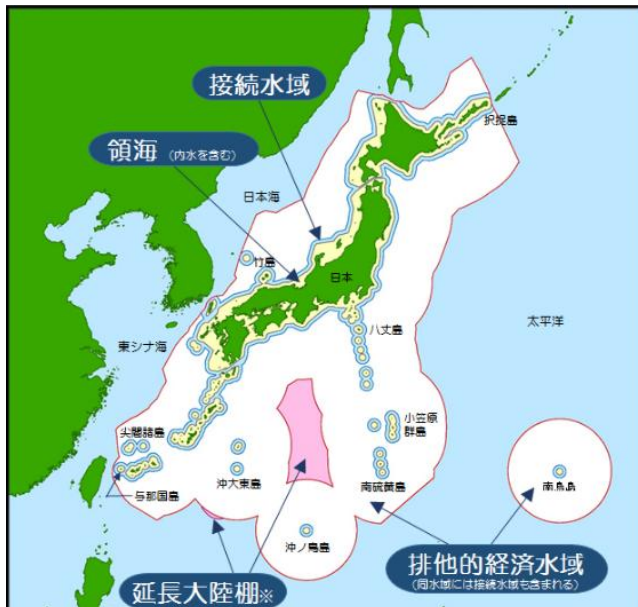 接続水域
択捉島
領海 (内水を含む)
日本海
竹島
日本
八丈島
太平洋
東シナ海
小笠原
群島
尖閣諸島
沖大東島
南硫黄島
南鳥島
与那国島
沖ノ鳥島
排他的経済水域
(同水域には接続水域も含まれる)
延長大陸棚※